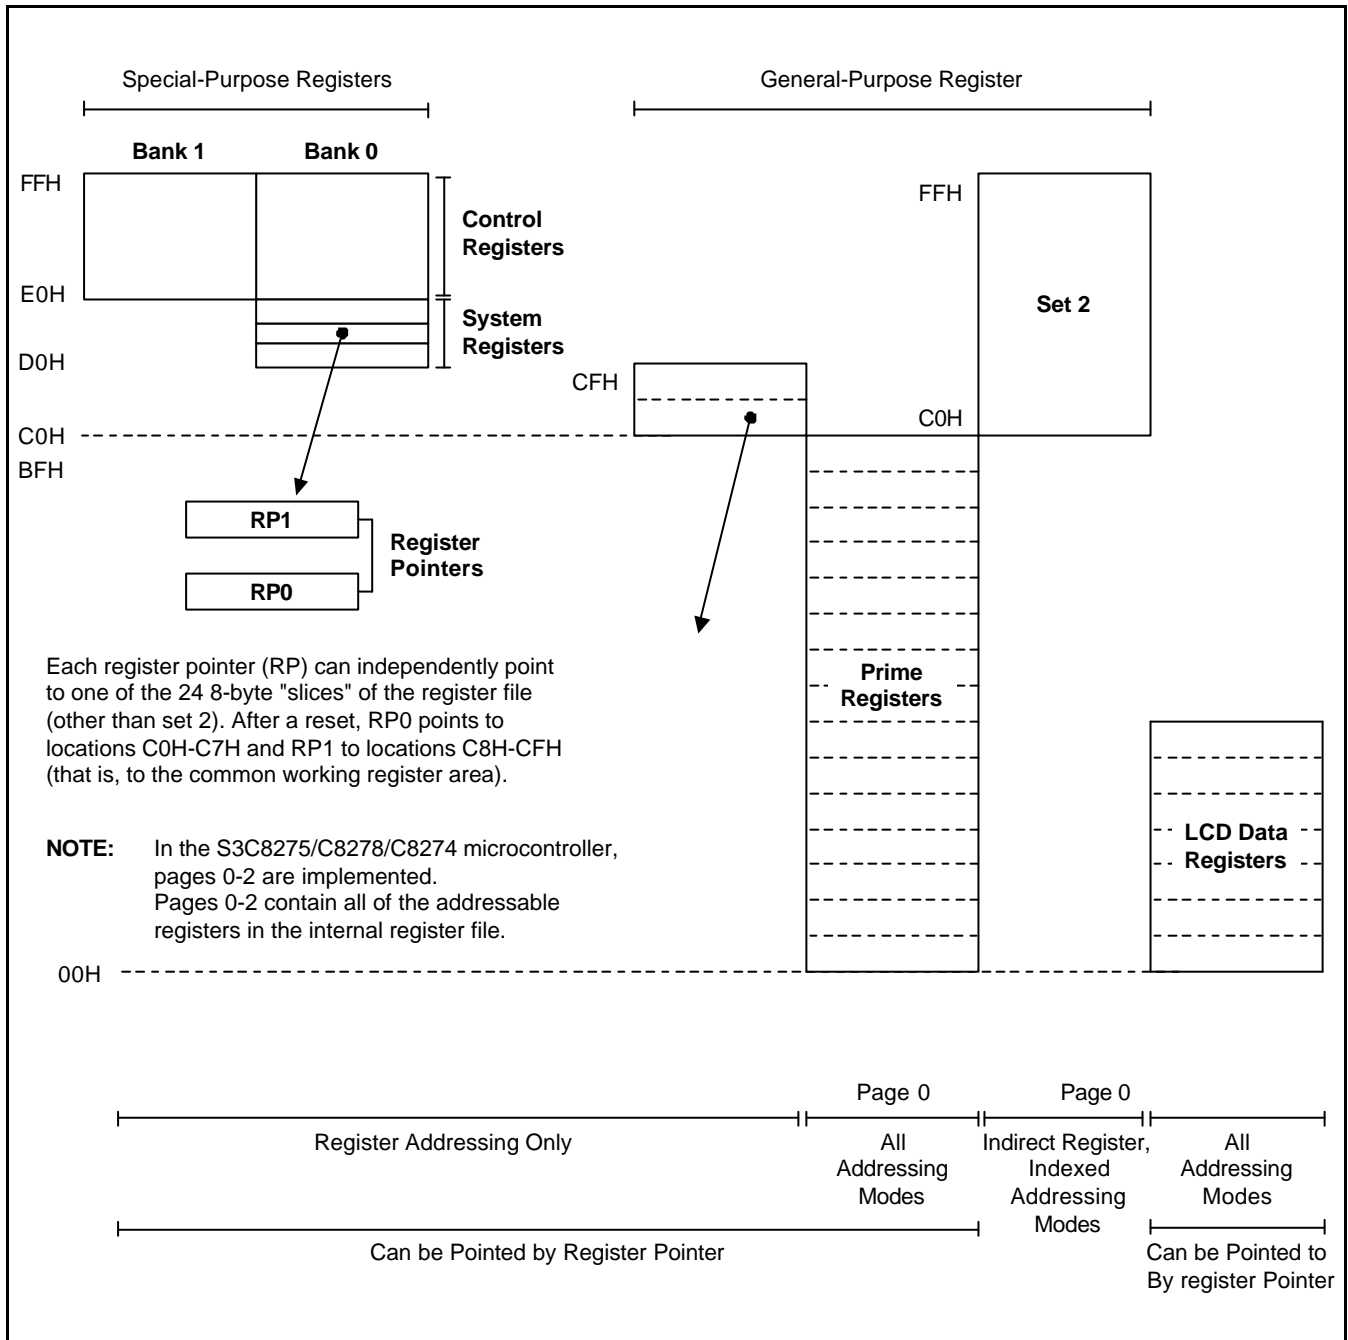 Special-Purpose Registers
General-Purpose Register
Bank 1
Bank 0
FFH
FFH
Control
Registers
E0H
Set 2
System
Registers
D0H
CFH
C0H
C0H
BFH
RP1
Register
Pointers
RP0
Each register pointer (RP) can independently point
to one of the 24 8-byte "slices" of the register file
(other than set 2). After a reset, RP0 points to
locations C0H-C7H and RP1 to locations C8H-CFH
(that is, to the common working register area).
Prime
Registers
LCD Data
Registers
NOTE: In the S3C8275/C8278/C8274 microcontroller,
pages 0-2 are implemented.
Pages 0-2 contain all of the addressable
registers in the internal register file.
00H
Page 0
Page 0
Register Addressing Only
All
Addressing
Modes
Indirect Register,
Indexed
Addressing
Modes
All
Addressing
Modes
Can be Pointed by Register Pointer
Can be Pointed to
By register Pointer